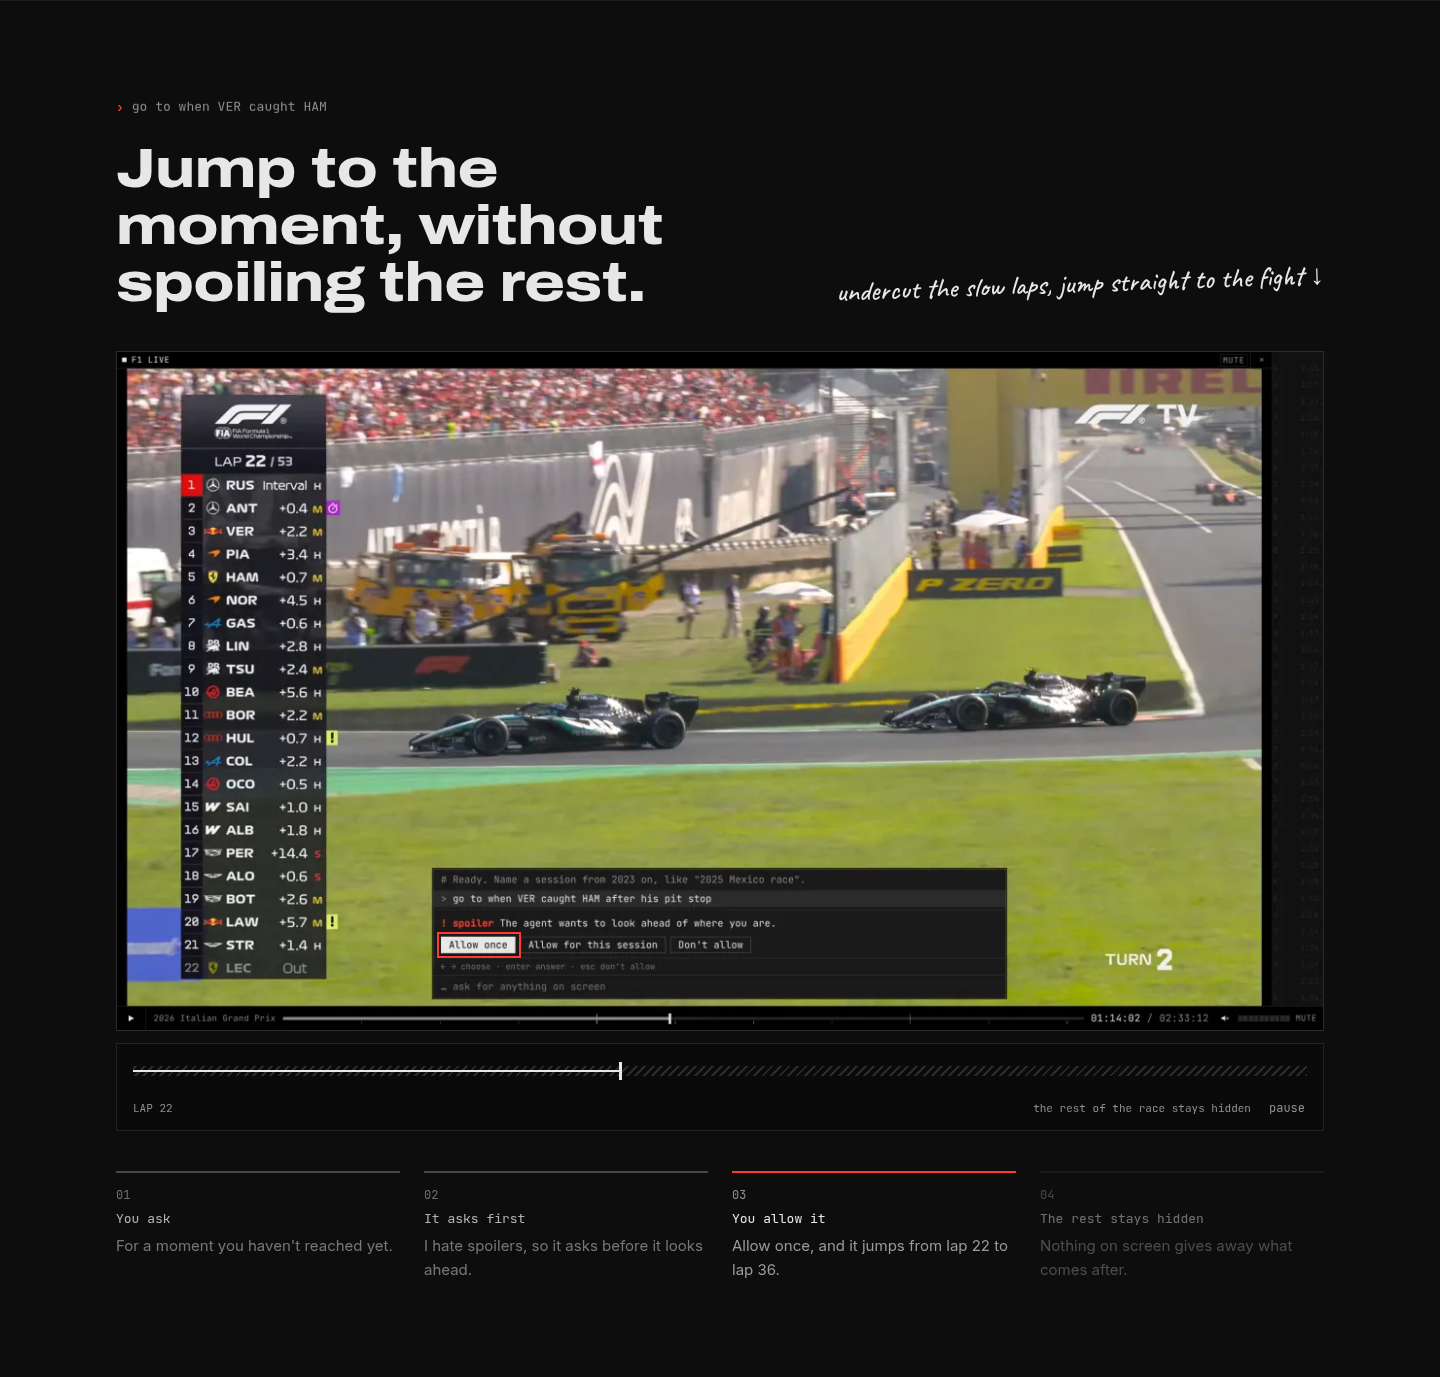 › go to when VER caught HAM
Jump to the
moment, without
spoiling the rest.
undercut the slow laps, jump straight to the fight ↓
F1 LIVE
MUTE ×
PIREL
F1 TV
F1
FIA Formula 1
World Championship
LAP 22 / 53
1 RUS Interval H
2 ANT +0.4 M
3 VER +2.2 M
4 PIA +3.4 H
5 HAM +0.7 M
6 NOR +4.5 H
7 GAS +0.6 H
8 LIN +2.8 H
9 TSU +2.4 M
10 BEA +5.6 H
11 BOR +2.2 M
12 HUL +0.7 H !
13 COL +2.2 H
14 OCO +0.5 H
15 SAI +1.0 H
16 ALB +1.8 H
17 PER +14.4 S
18 ALO +0.6 S
19 BOT +2.6 M
20 LAW +5.7 M !
21 STR +1.4 H
22 LEC Out
P ZERO
F1
# Ready. Name a session from 2023 on, like "2025 Mexico race".
> go to when VER caught HAM after his pit stop
! spoiler The agent wants to look ahead of where you are.
Allow once Allow for this session Don't allow
← → choose · enter answer · esc don't allow
… ask for anything on screen
TURN 2
2026 Italian Grand Prix
01:14:02 / 02:33:12 MUTE
LAP 22
the rest of the race stays hidden pause
01
You ask
For a moment you haven't reached yet.
02
It asks first
I hate spoilers, so it asks before it looks
ahead.
03
You allow it
Allow once, and it jumps from lap 22 to
lap 36.
04
The rest stays hidden
Nothing on screen gives away what
comes after.